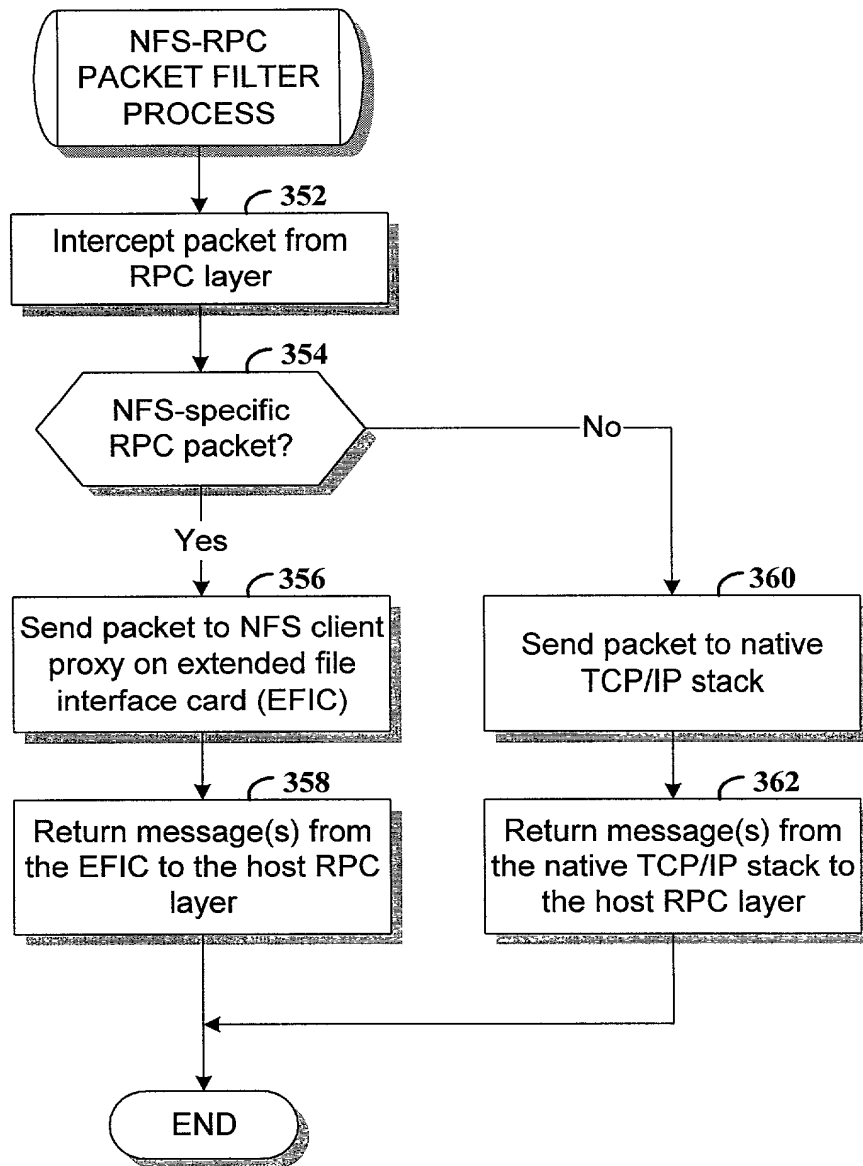 NFS-RPC
PACKET FILTER
PROCESS
352
Intercept packet from
RPC layer
354
NFS-specific
RPC packet?
No
Yes
356
Send packet to NFS client
proxy on extended file
interface card (EFIC)
360
Send packet to native
TCP/IP stack
358
Return message(s) from
the EFIC to the host RPC
layer
362
Return message(s) from
the native TCP/IP stack to
the host RPC layer
END